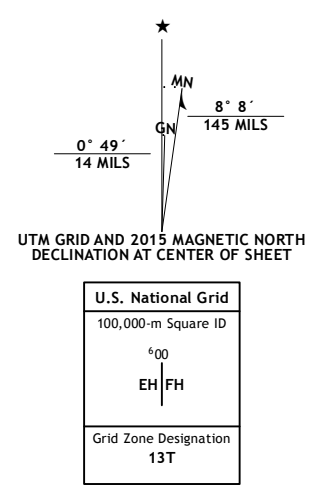 ★
MN
8° 8´
145 MILS
GN
0° 49´
14 MILS
UTM GRID AND 2015 MAGNETIC NORTH
DECLINATION AT CENTER OF SHEET
U.S. National Grid
100,000-m Square ID
⁶00
EH FH
Grid Zone Designation
13T